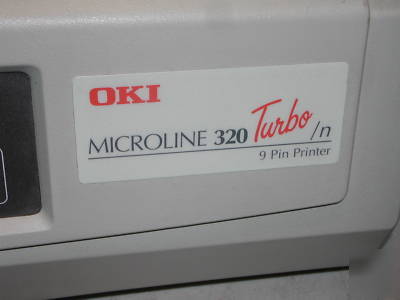 OKI
MICROLINE 320 Turbo /n
9 Pin Printer